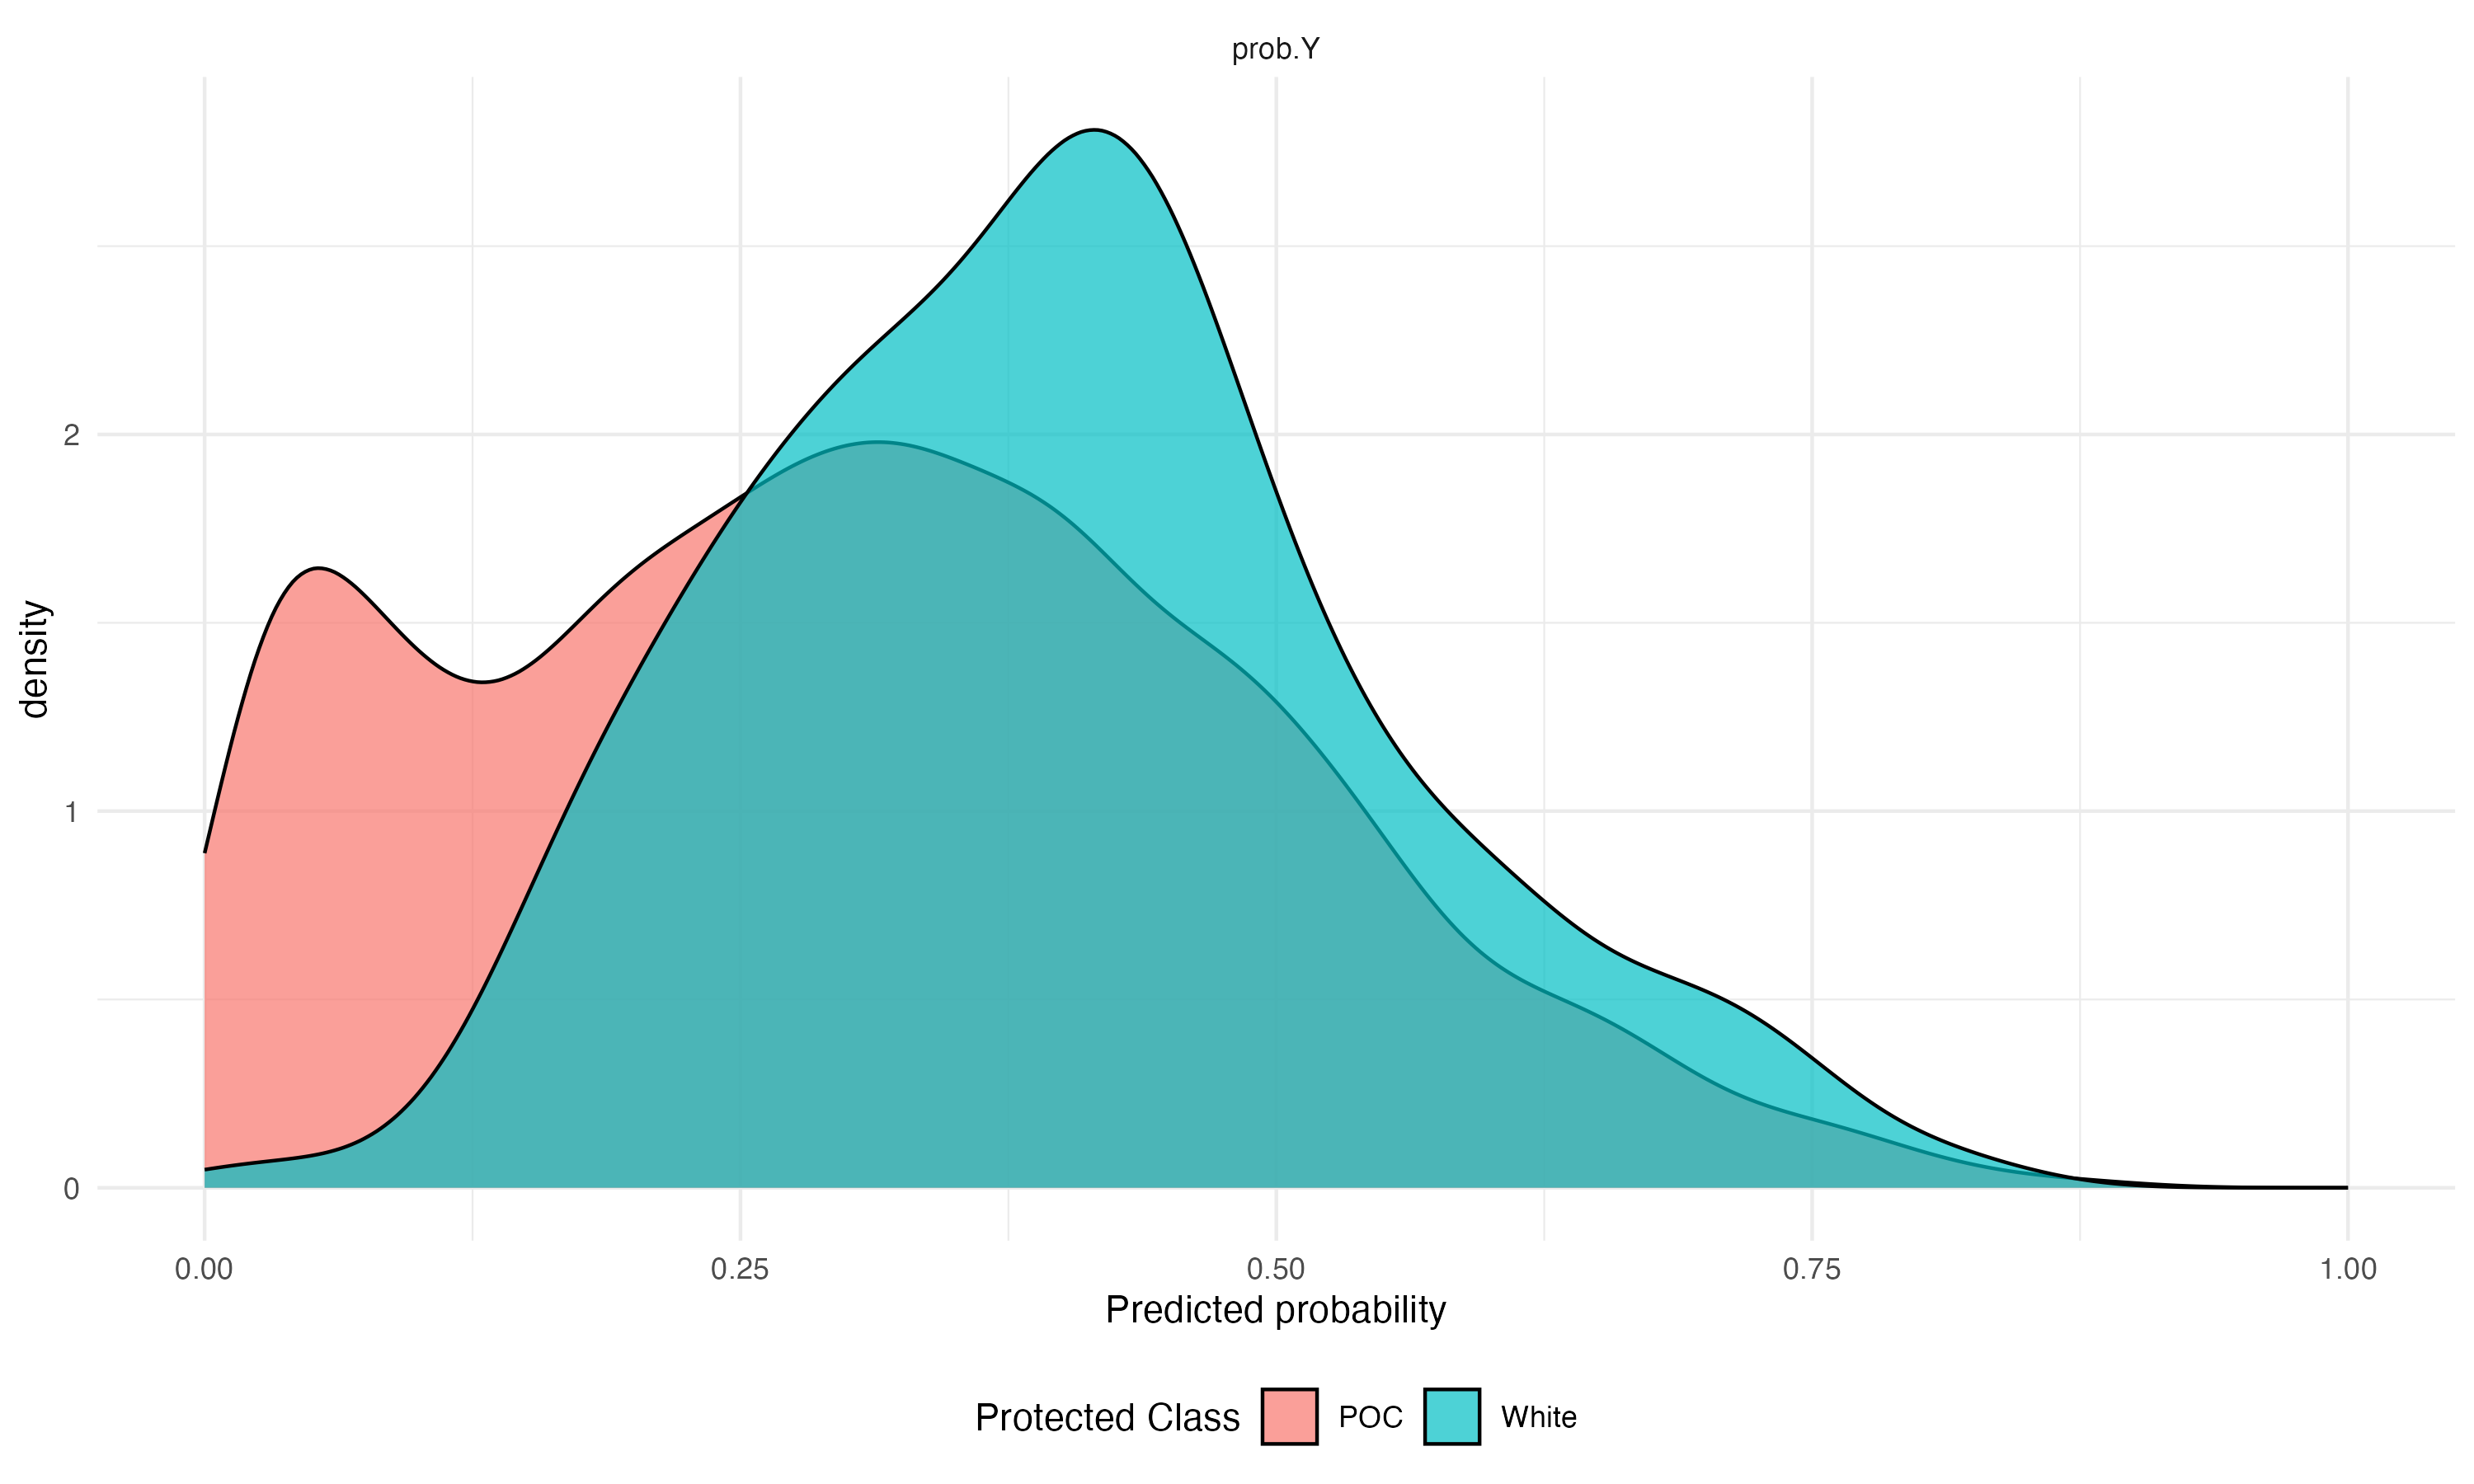 prob.Y
density
2
1
0
0.00 0.25 0.50 0.75 1.00
Predicted probability
Protected Class POC White